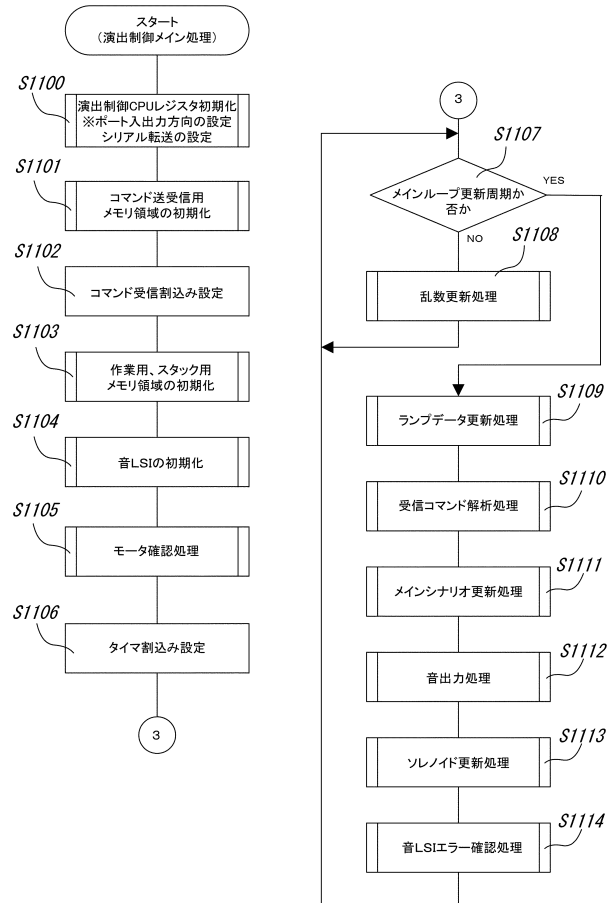 スタート
(演出制御メイン処理)
S1100
演出制御CPUレジスタ初期化
※ポート入出力方向の設定
シリアル転送の設定
S1101
コマンド送受信用
メモリ領域の初期化
S1102
コマンド受信割込み設定
S1103
作業用、スタック用
メモリ領域の初期化
S1104
音LSIの初期化
S1105
モータ確認処理
S1106
タイマ割込み設定
3
3
S1107
メインループ更新周期か
否か
YES
NO
S1108
乱数更新処理
S1109
ランプデータ更新処理
S1110
受信コマンド解析処理
S1111
メインシナリオ更新処理
S1112
音出力処理
S1113
ソレノイド更新処理
S1114
音LSIエラー確認処理